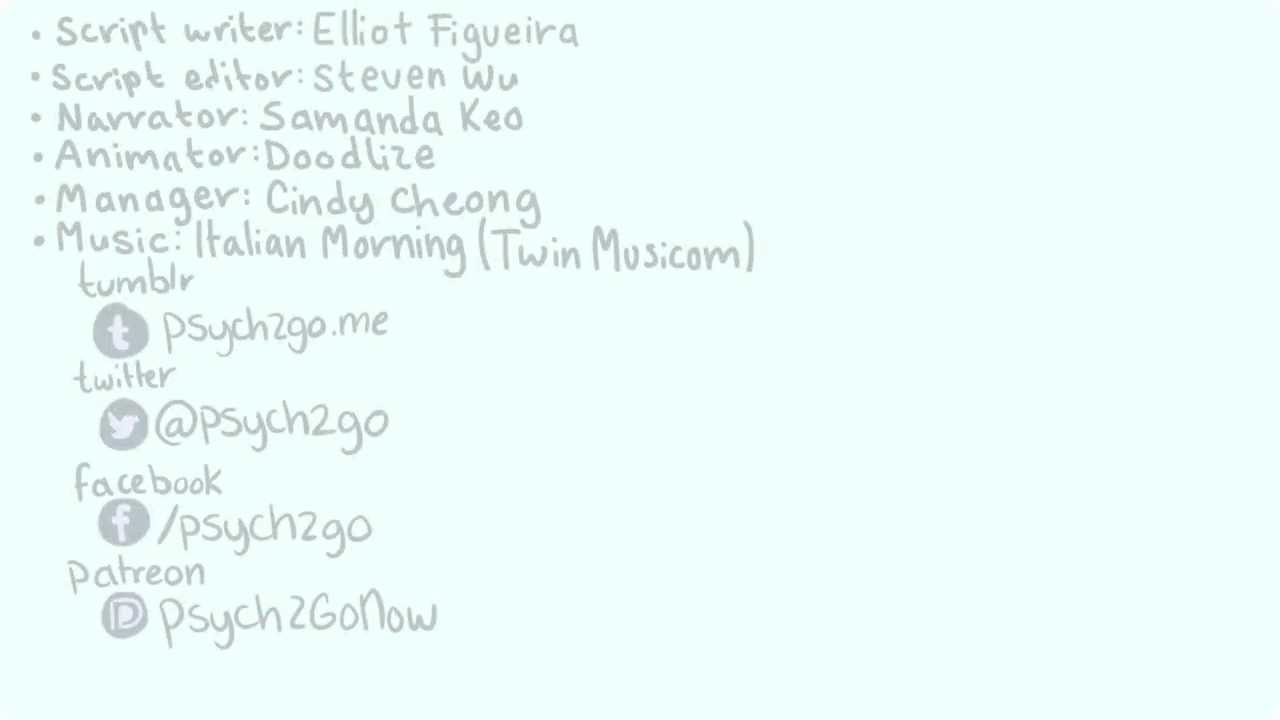 • Script writer: Elliot Figueira
• Script editor: Steven Wu
• Narrator: Samanda Keo
• Animator: Doodlize
• Manager: Cindy Cheong
• Music: Italian Morning (Twin Musicom)
tumblr
t psych2go.me
twitter
@psych2go
facebook
f /psych2go
Patreon
P Psych2GoNow